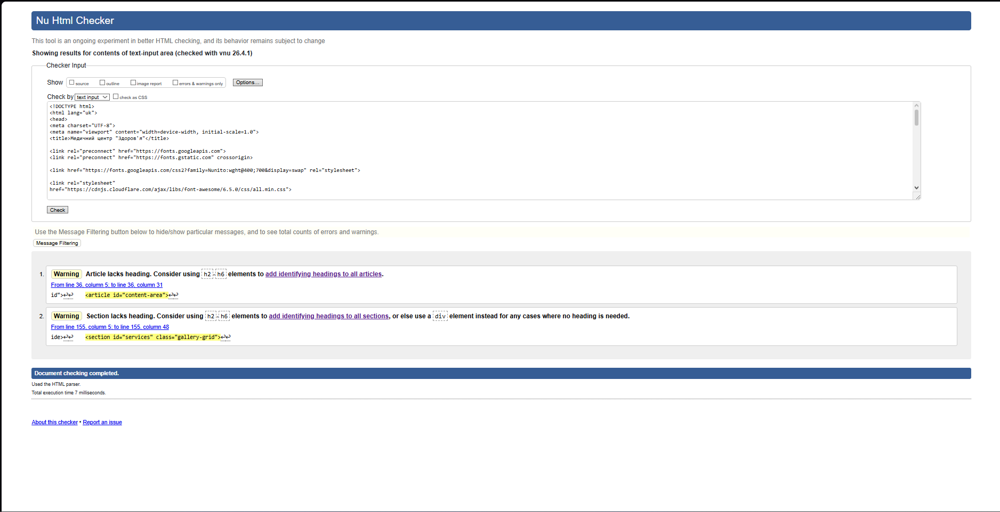 Nu Html Checker
This tool is an ongoing experiment in better HTML checking, and its behavior remains subject to change
Showing results for contents of text-input area (checked with vnu 26.4.1)
Checker Input
Show source outline image report errors & warnings only Options...
Check by text input check as CSS
<!DOCTYPE html>
<html lang="uk">
<head>
<meta charset="UTF-8">
<meta name="viewport" content="width=device-width, initial-scale=1.0">
<title>Медичний центр "Здоров'я"</title>
<link rel="preconnect" href="https://fonts.googleapis.com">
<link rel="preconnect" href="https://fonts.gstatic.com" crossorigin>
<link href="https://fonts.googleapis.com/css2?family=Nunito:wght@400;700&display=swap" rel="stylesheet">
<link rel="stylesheet"
href="https://cdnjs.cloudflare.com/ajax/libs/font-awesome/6.5.0/css/all.min.css">
Check
Use the Message Filtering button below to hide/show particular messages, and to see total counts of errors and warnings.
Message Filtering
1. Warning Article lacks heading. Consider using h2-h6 elements to add identifying headings to all articles.
From line 36, column 5; to line 36, column 31
id">↩↩ <article id="content-area">↩↩
2. Warning Section lacks heading. Consider using h2-h6 elements to add identifying headings to all sections, or else use a div element instead for any cases where no heading is needed.
From line 155, column 5; to line 155, column 48
ide>↩↩ <section id="services" class="gallery-grid">↩↩
Document checking completed.
Used the HTML parser.
Total execution time 7 milliseconds.
About this checker • Report an issue